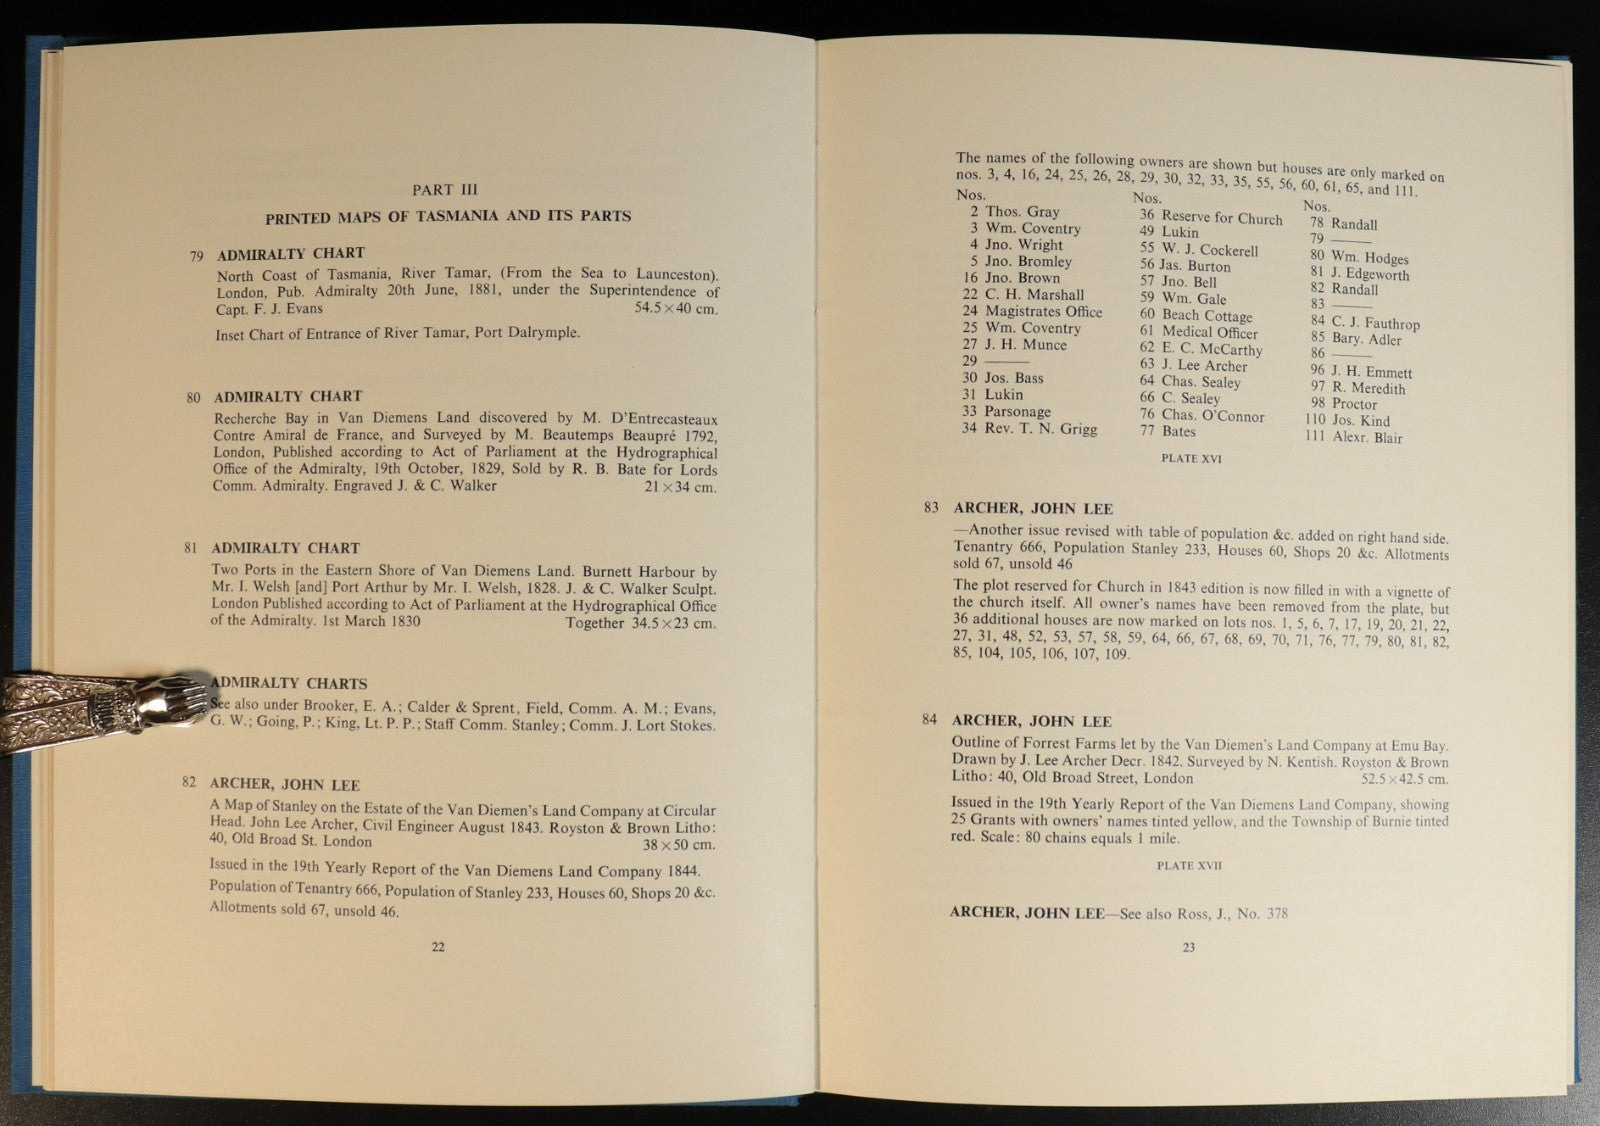 PART III
PRINTED MAPS OF TASMANIA AND ITS PARTS
79 ADMIRALTY CHART
North Coast of Tasmania, River Tamar, (From the Sea to Launceston).
London, Pub. Admiralty 20th June, 1881, under the Superintendence of
Capt. F. J. Evans 54.5×40 cm.
Inset Chart of Entrance of River Tamar, Port Dalrymple.
80 ADMIRALTY CHART
Recherche Bay in Van Diemens Land discovered by M. D'Entrecasteaux
Contre Amiral de France, and Surveyed by M. Beautemps Beaupré 1792,
London, Published according to Act of Parliament at the Hydrographical
Office of the Admiralty, 19th October, 1829, Sold by R. B. Bate for Lords
Comm. Admiralty. Engraved J. & C. Walker 21×34 cm.
81 ADMIRALTY CHART
Two Ports in the Eastern Shore of Van Diemens Land. Burnett Harbour by
Mr. I. Welsh [and] Port Arthur by Mr. I. Welsh, 1828. J. & C. Walker Sculpt.
London Published according to Act of Parliament at the Hydrographical Office
of the Admiralty. 1st March 1830 Together 34.5×23 cm.
ADMIRALTY CHARTS
See also under Brooker, E. A.; Calder & Sprent, Field, Comm. A. M.; Evans,
G. W.; Going, P.; King, Lt. P. P.; Staff Comm. Stanley; Comm. J. Lort Stokes.
82 ARCHER, JOHN LEE
A Map of Stanley on the Estate of the Van Diemen's Land Company at Circular
Head. John Lee Archer, Civil Engineer August 1843. Royston & Brown Litho:
40, Old Broad St. London 38×50 cm.
Issued in the 19th Yearly Report of the Van Diemens Land Company 1844.
Population of Tenantry 666, Population of Stanley 233, Houses 60, Shops 20 &c.
Allotments sold 67, unsold 46.
22
The names of the following owners are shown but houses are only marked on
nos. 3, 4, 16, 24, 25, 26, 28, 29, 30, 32, 33, 35, 55, 56, 60, 61, 65, and 111.
Nos.
2 Thos. Gray
3 Wm. Coventry
4 Jno. Wright
5 Jno. Bromley
16 Jno. Brown
22 C. H. Marshall
24 Magistrates Office
25 Wm. Coventry
27 J. H. Munce
29 ———
30 Jos. Bass
31 Lukin
33 Parsonage
34 Rev. T. N. Grigg
Nos.
36 Reserve for Church
49 Lukin
55 W. J. Cockerell
56 Jas. Burton
57 Jno. Bell
59 Wm. Gale
60 Beach Cottage
61 Medical Officer
62 E. C. McCarthy
63 J. Lee Archer
64 Chas. Sealey
66 C. Sealey
76 Chas. O'Connor
77 Bates
Nos.
78 Randall
79 ———
80 Wm. Hodges
81 J. Edgeworth
82 Randall
83 ———
84 C. J. Fauthrop
85 Bary. Adler
86 ———
96 J. H. Emmett
97 R. Meredith
98 Proctor
110 Jos. Kind
111 Alexr. Blair
PLATE XVI
83 ARCHER, JOHN LEE
—Another issue revised with table of population &c. added on right hand side.
Tenantry 666, Population Stanley 233, Houses 60, Shops 20 &c. Allotments
sold 67, unsold 46
The plot reserved for Church in 1843 edition is now filled in with a vignette of
the church itself. All owner's names have been removed from the plate, but
36 additional houses are now marked on lots nos. 1, 5, 6, 7, 17, 19, 20, 21, 22,
27, 31, 48, 52, 53, 57, 58, 59, 64, 66, 67, 68, 69, 70, 71, 76, 77, 79, 80, 81, 82,
85, 104, 105, 106, 107, 109.
84 ARCHER, JOHN LEE
Outline of Forrest Farms let by the Van Diemen's Land Company at Emu Bay.
Drawn by J. Lee Archer Decr. 1842. Surveyed by N. Kentish. Royston & Brown
Litho: 40, Old Broad Street, London 52.5×42.5 cm.
Issued in the 19th Yearly Report of the Van Diemens Land Company, showing
25 Grants with owners' names tinted yellow, and the Township of Burnie tinted
red. Scale: 80 chains equals 1 mile.
PLATE XVII
ARCHER, JOHN LEE—See also Ross, J., No. 378
23